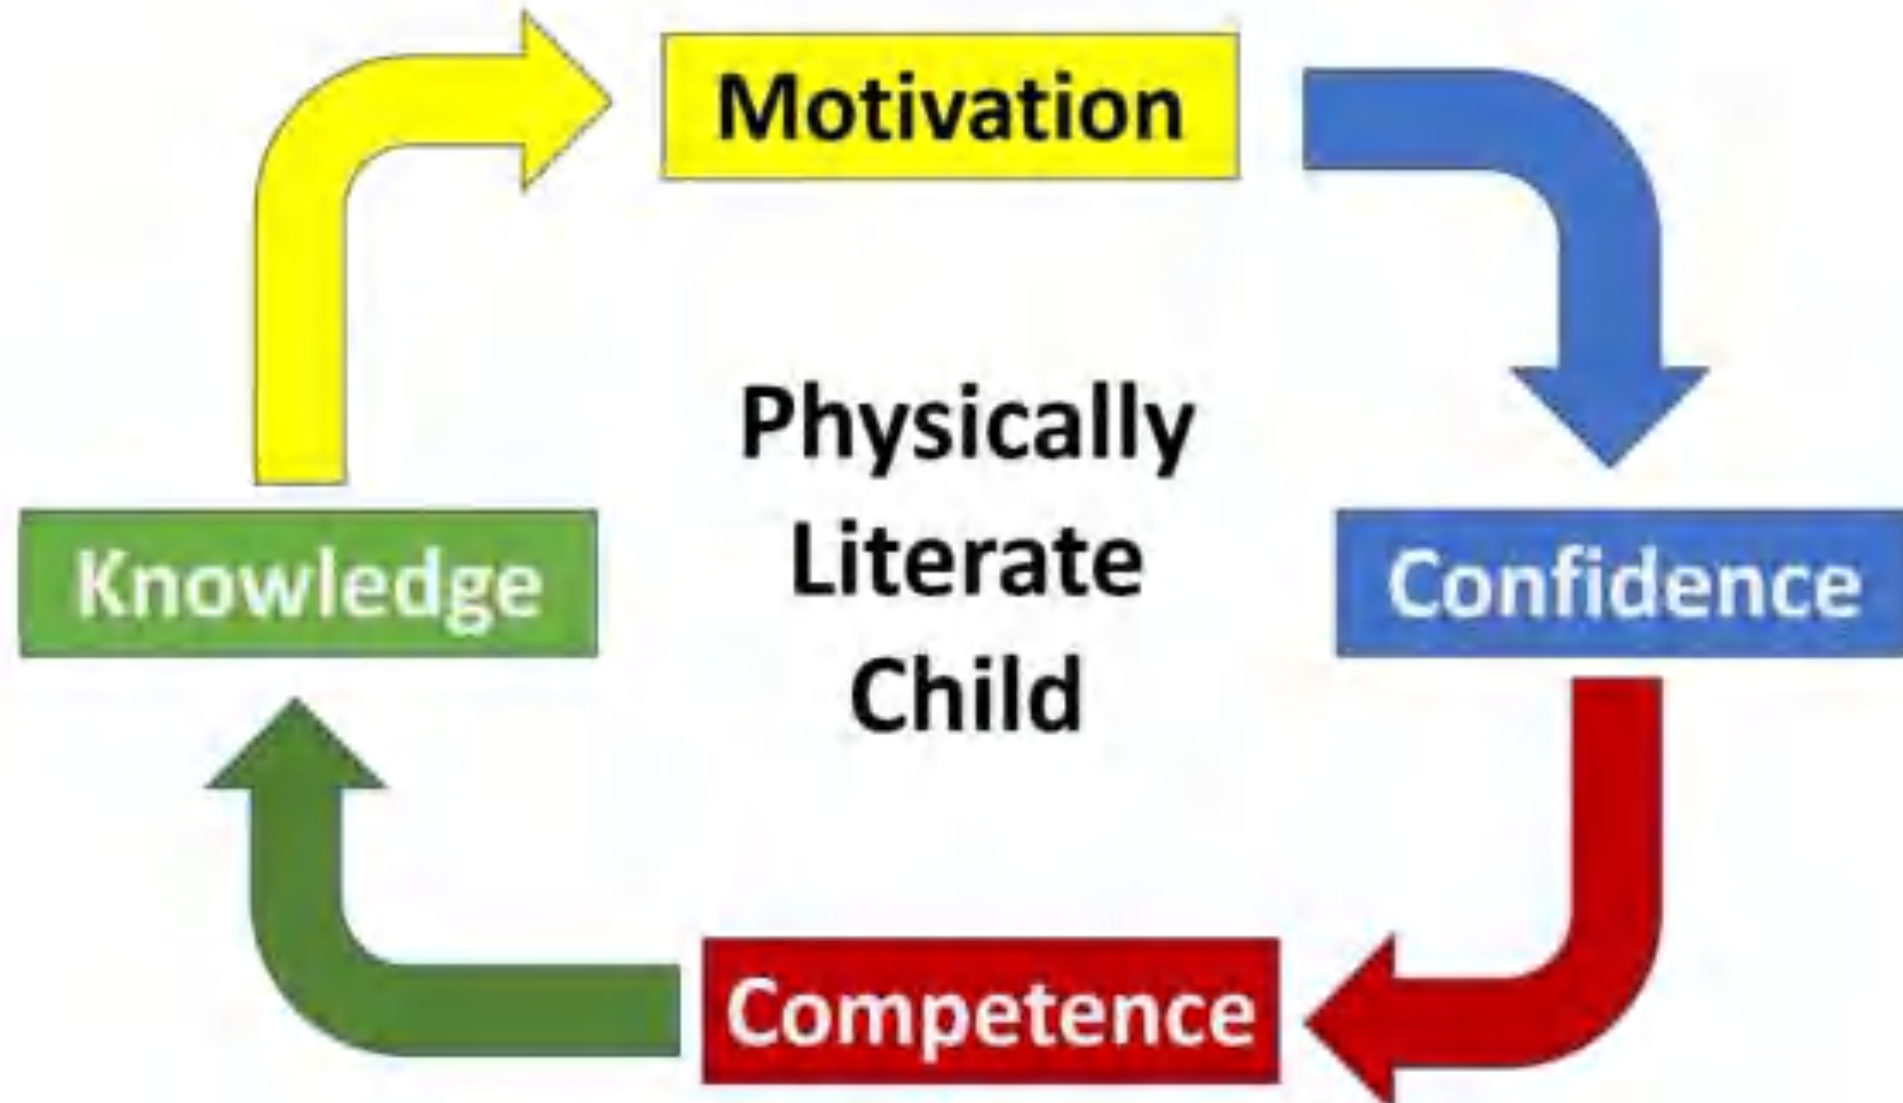 Motivation
Physically
Literate
Child
Knowledge
Confidence
Competence